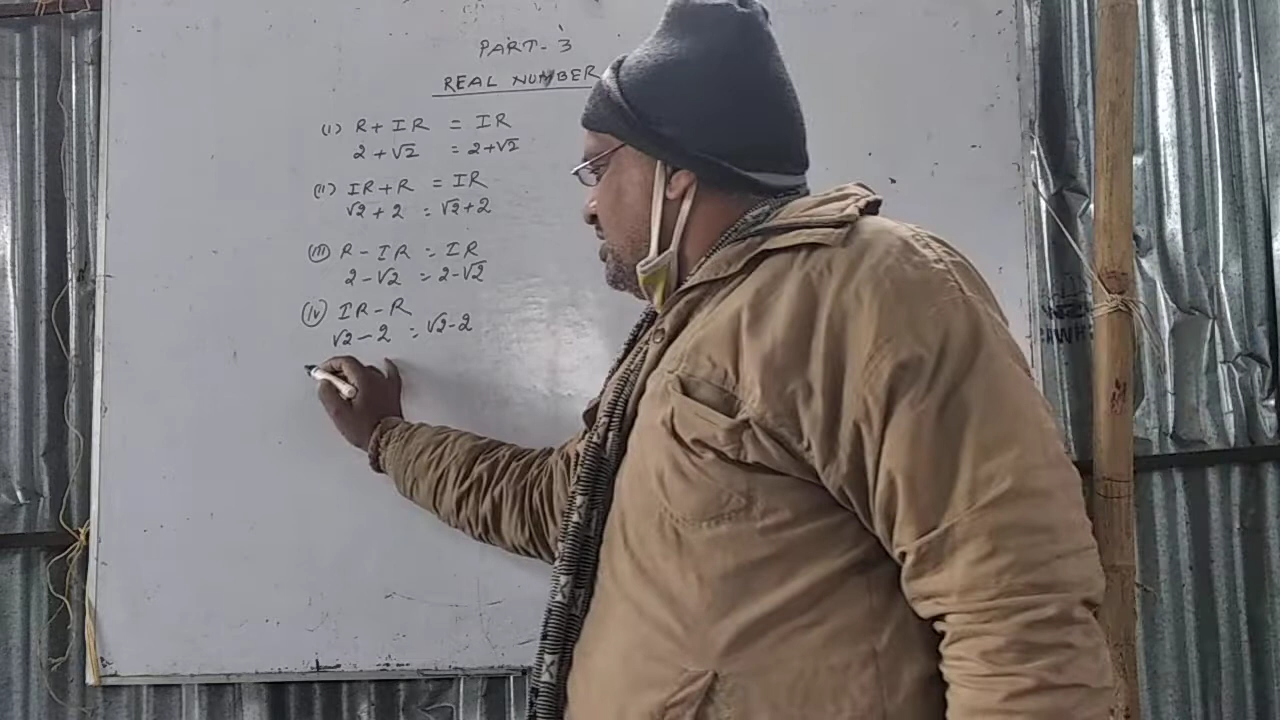 PART-3
REAL NUMBER
(i) R + IR = IR
2 + √2 = 2+√2
(ii) IR + R = IR
√2 + 2 = √2 + 2
(iii) R - IR = IR
2 - √2 = 2-√2
(iv) IR - R
√2 - 2 = √2 - 2